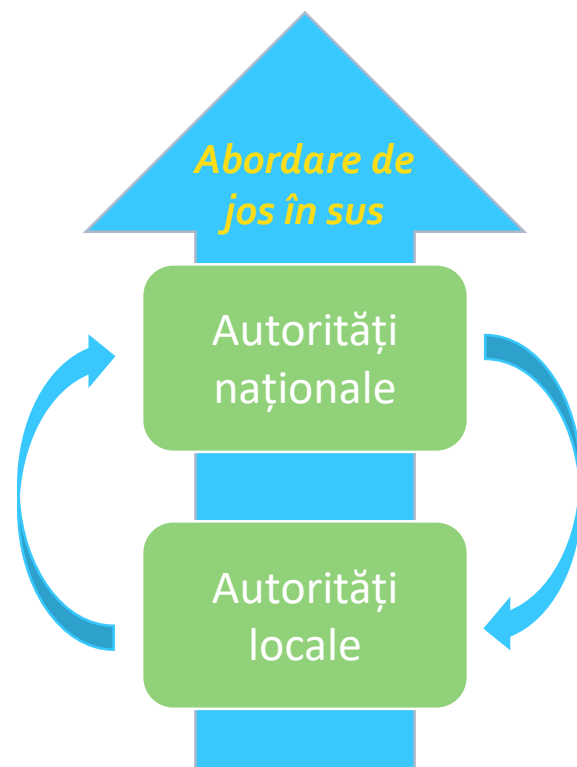 Abordare de
jos în sus
Autorități
naționale
Autorități
locale